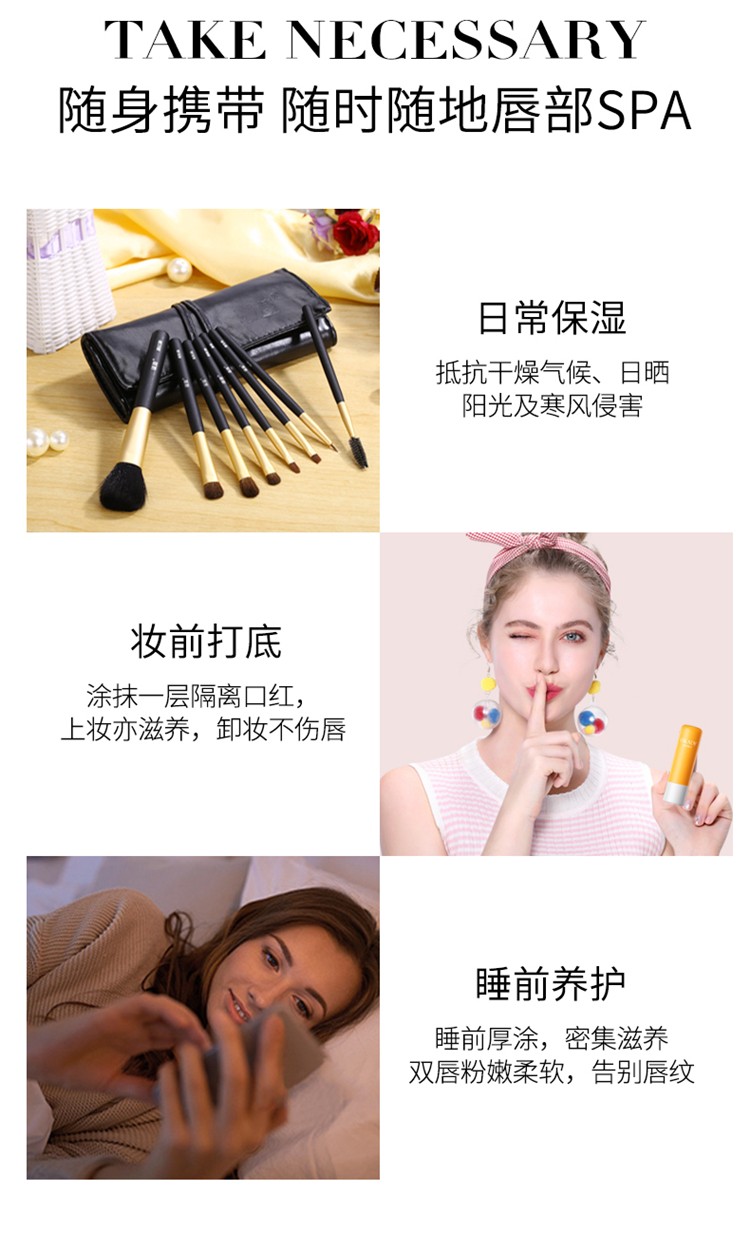 TAKE NECESSARY
随身携带 随时随地唇部SPA
日常保湿
抵抗干燥气候、日晒
阳光及寒风侵害
妆前打底
涂抹一层隔离口红，
上妆亦滋养，卸妆不伤唇
睡前养护
睡前厚涂，密集滋养
双唇粉嫩柔软，告别唇纹